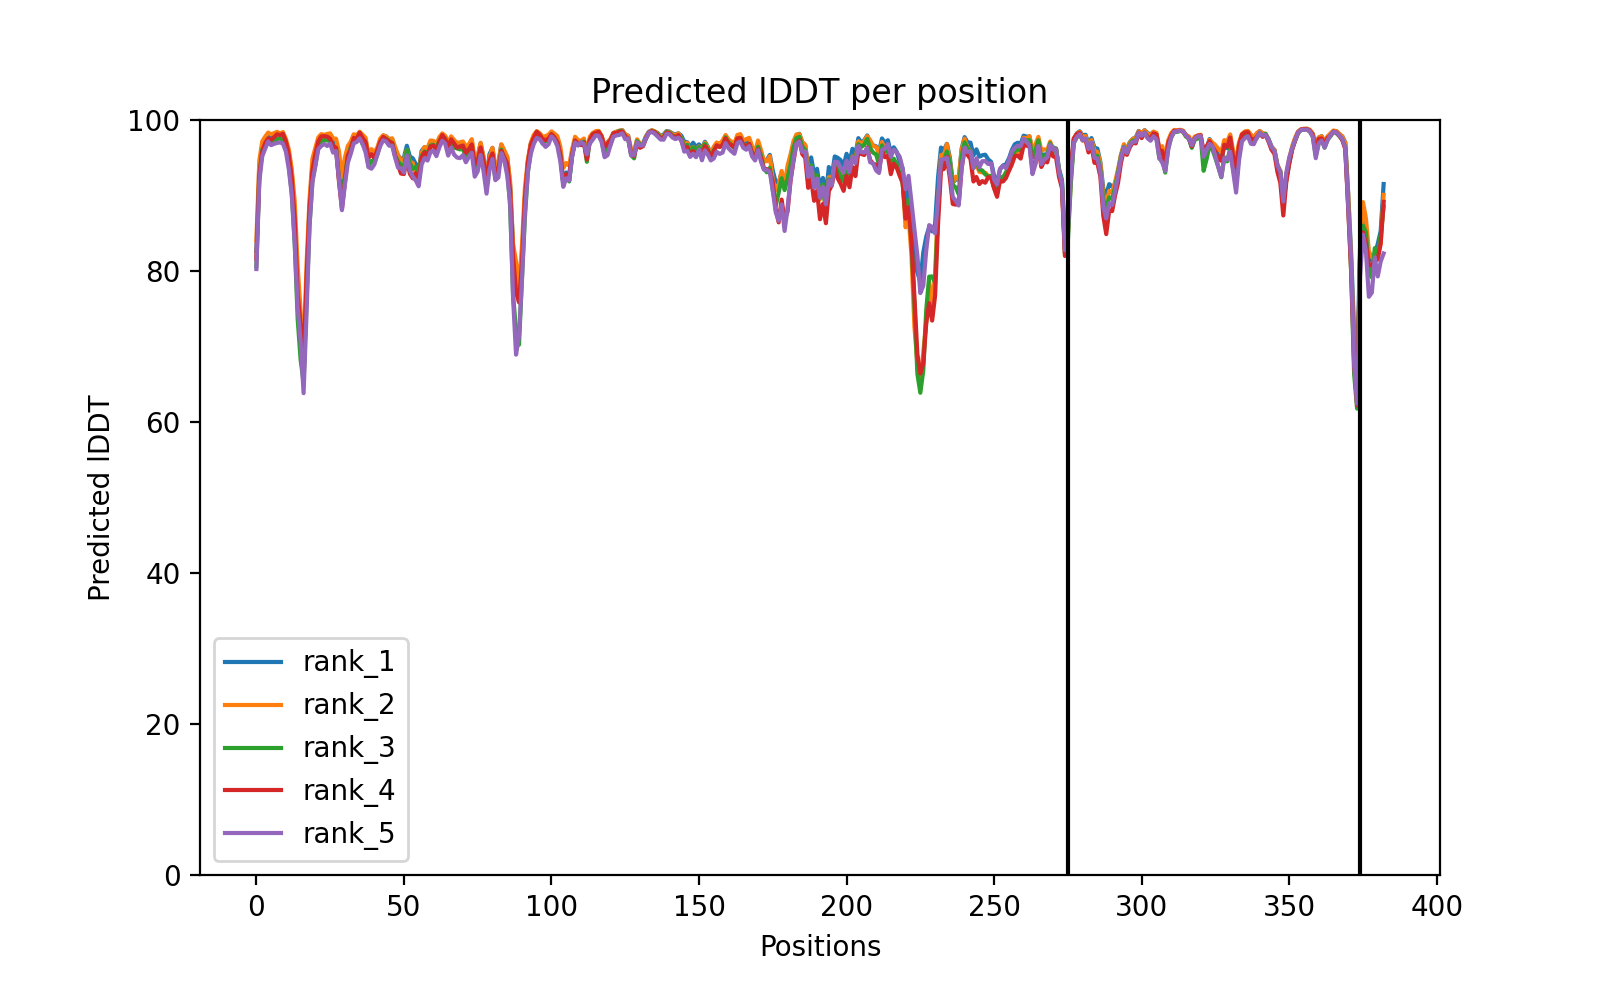 Predicted lDDT per position
100
80
60
40
20
0
Predicted lDDT
rank_1
rank_2
rank_3
rank_4
rank_5
0 50 100 150 200 250 300 350 400
Positions